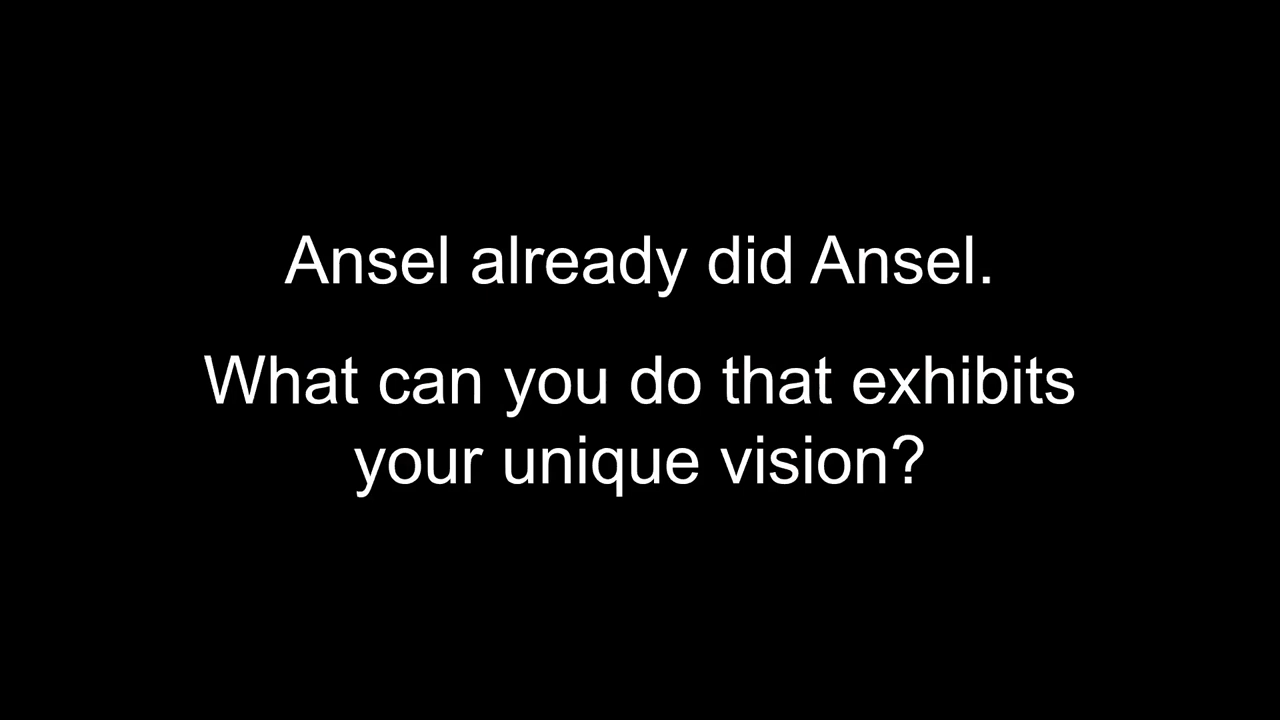 Ansel already did Ansel.
What can you do that exhibits
your unique vision?